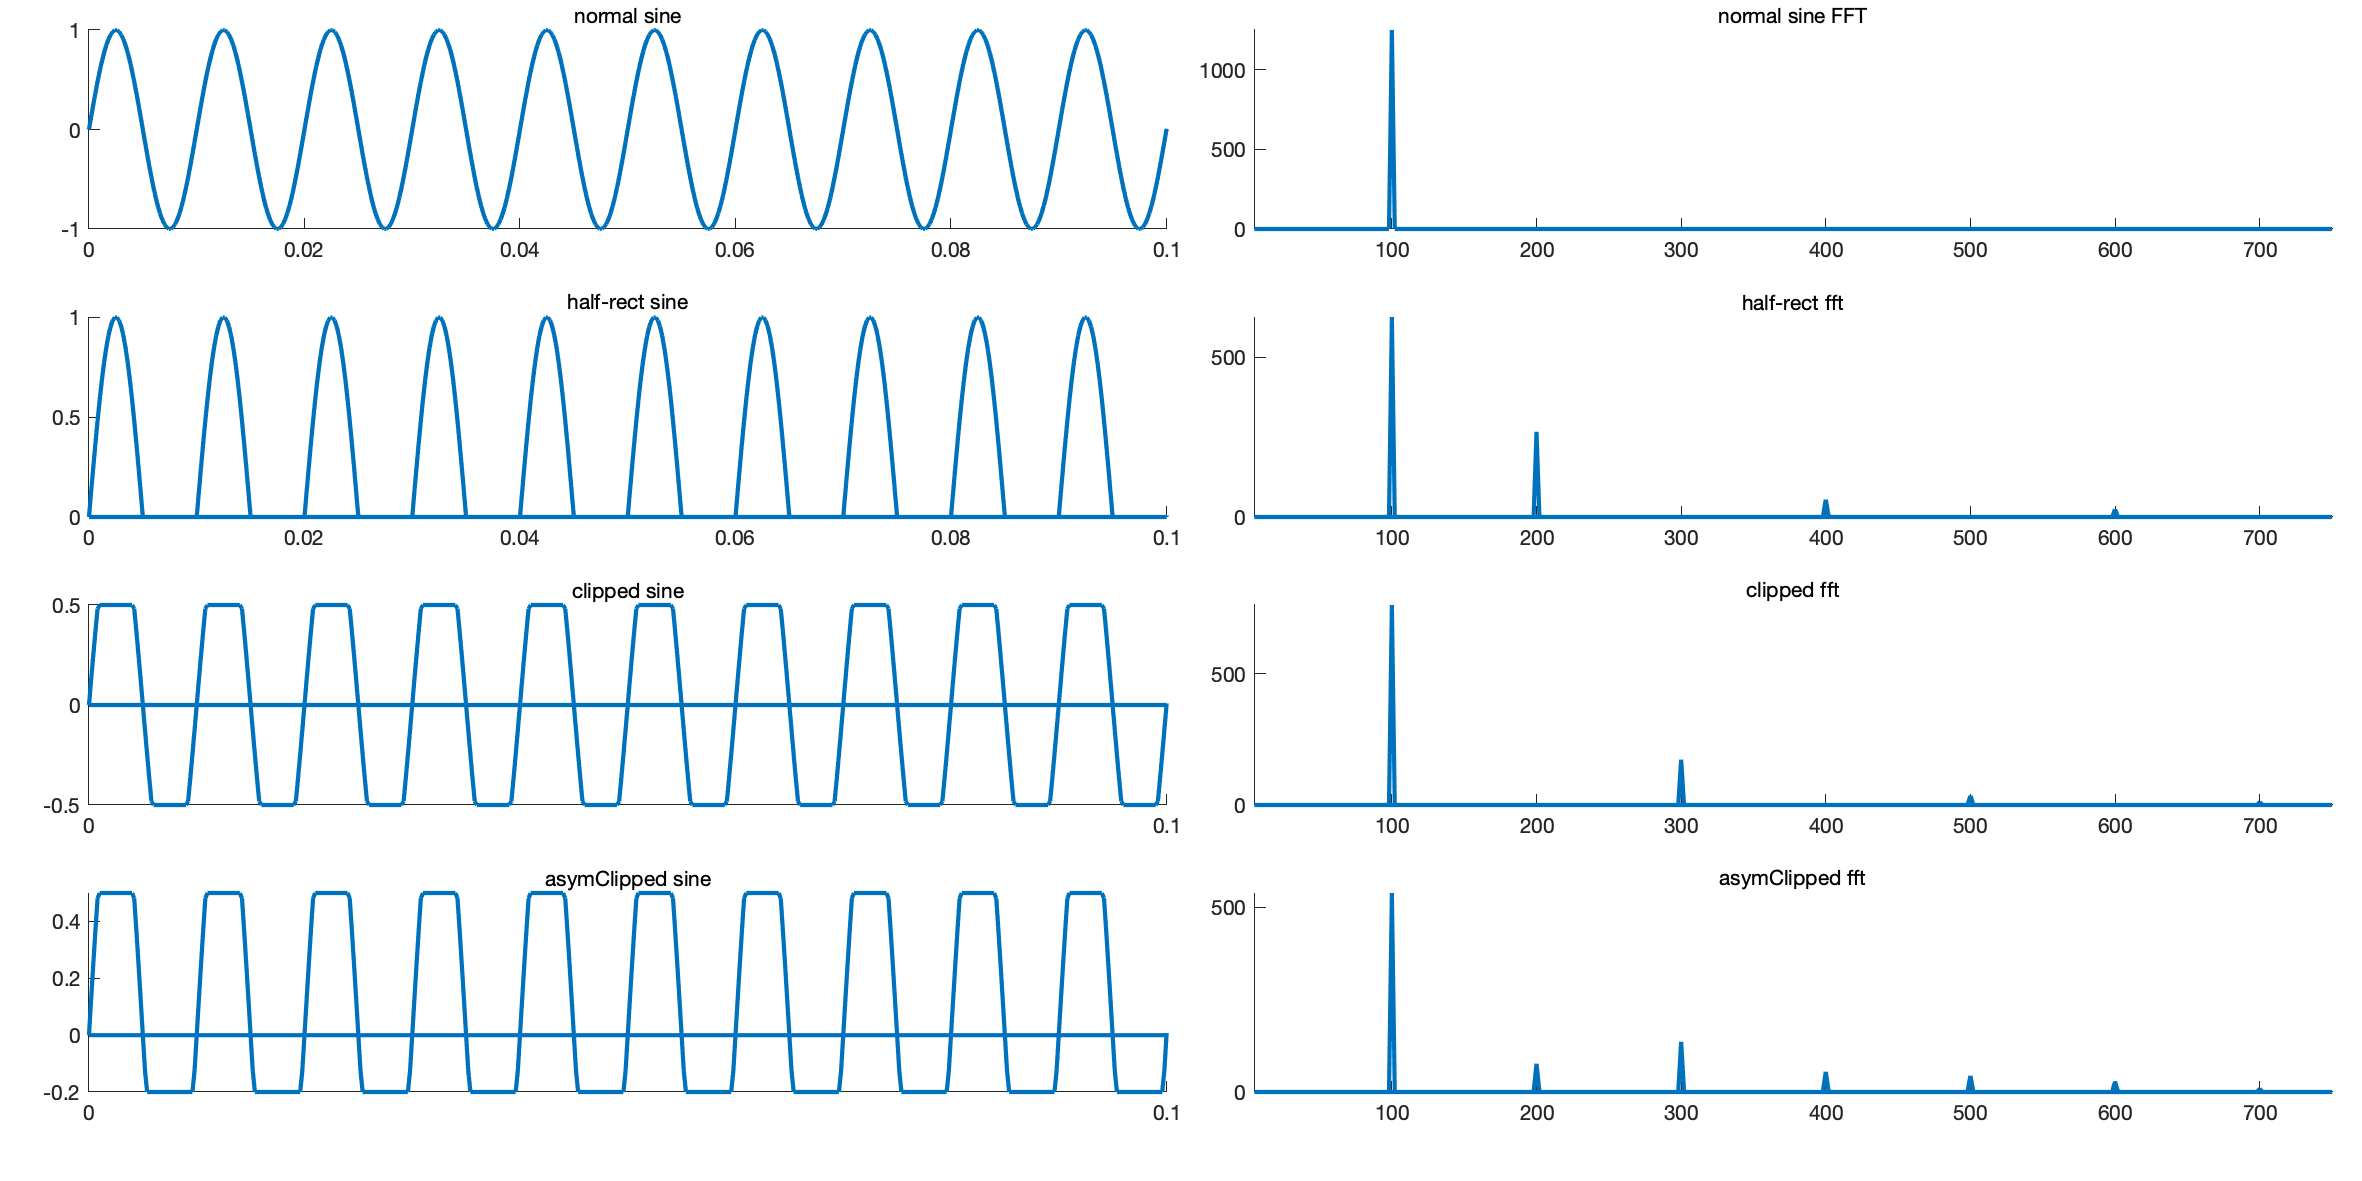 normal sine
1
0
-1
0 0.02 0.04 0.06 0.08 0.1
normal sine FFT
1000
500
0
100 200 300 400 500 600 700
half-rect sine
1
0.5
0
0 0.02 0.04 0.06 0.08 0.1
half-rect fft
500
0
100 200 300 400 500 600 700
clipped sine
0.5
0
-0.5
0 0.1
clipped fft
500
0
100 200 300 400 500 600 700
asymClipped sine
0.4
0.2
0
-0.2
0 0.1
asymClipped fft
500
0
100 200 300 400 500 600 700